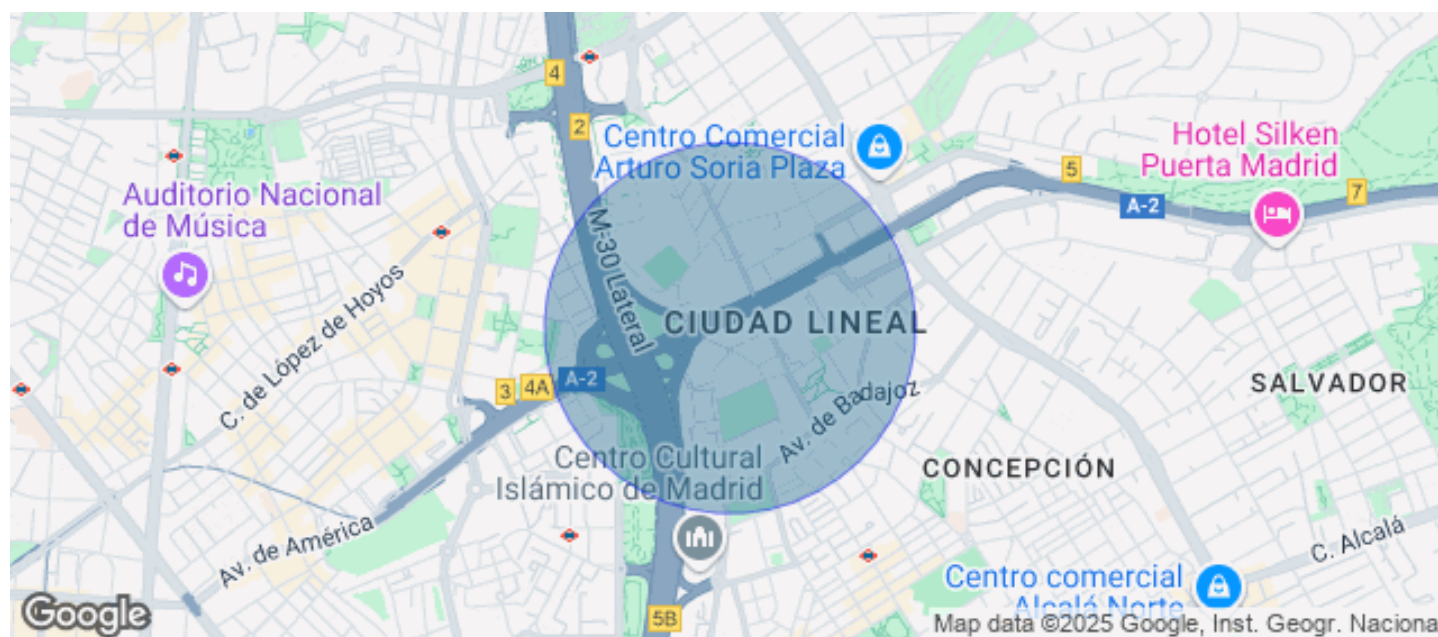 4
2
Centro Comercial
Arturo Soria Plaza
Hotel Silken
Puerta Madrid
5
7
A-2
Auditorio Nacional
de Música
M-30 Lateral
C. de López de Hoyos
CIUDAD LINEAL
3
4A
A-2
SALVADOR
Av. de Badajoz
Centro Cultural
Islámico de Madrid
CONCEPCIÓN
Av. de América
C. Alcalá
Centro comercial
Alcalá Norte
5B
Google
Map data ©2025 Google, Inst. Geogr. Naciona